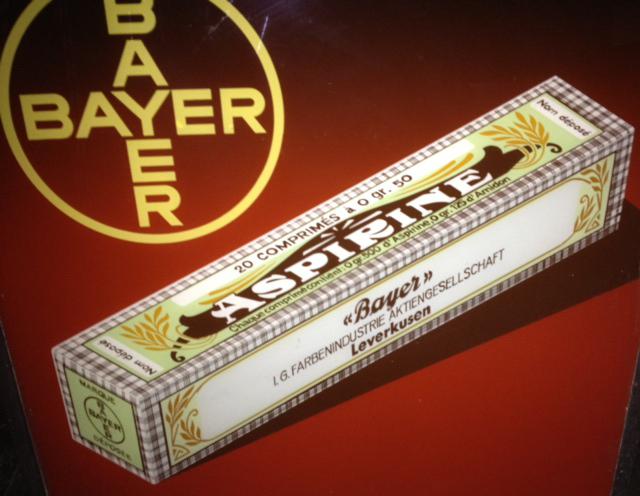 BAYER
BAYER
20 COMPRIMÉS à 0 gr. 50
ASPIRINE
Chaque comprimé contient: 0 gr. 500 d'Aspirine, 0 gr. 125 d'Amidon
Nom déposé
Nom déposé
«Bayer»
I.G. FARBENINDUSTRIE AKTIENGESELLSCHAFT
Leverkusen
MARQUE
BAYER
BAYER
DÉPOSÉE